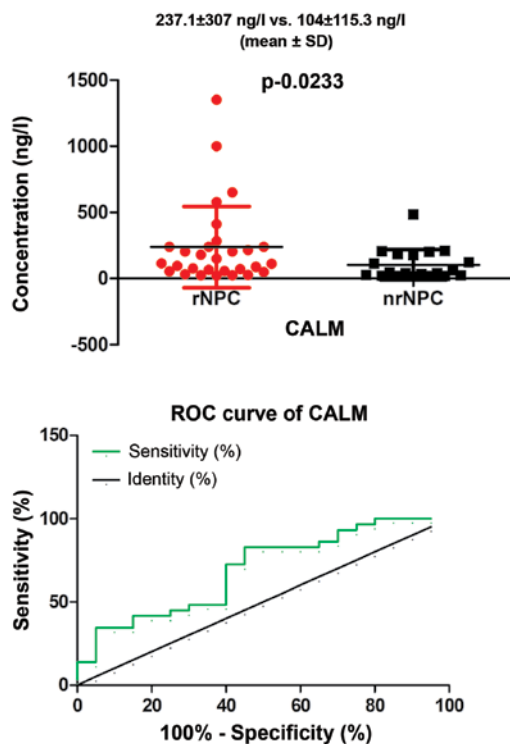 237.1±307 ng/l vs. 104±115.3 ng/l
(mean ± SD)
p-0.0233
Concentration (ng/l)
1500
1000
500
0
-500
rNPC
nrNPC
CALM
ROC curve of CALM
Sensitivity (%)
Identity (%)
Sensitivity (%)
150
100
50
0
0
20
40
60
80
100
100% - Specificity (%)